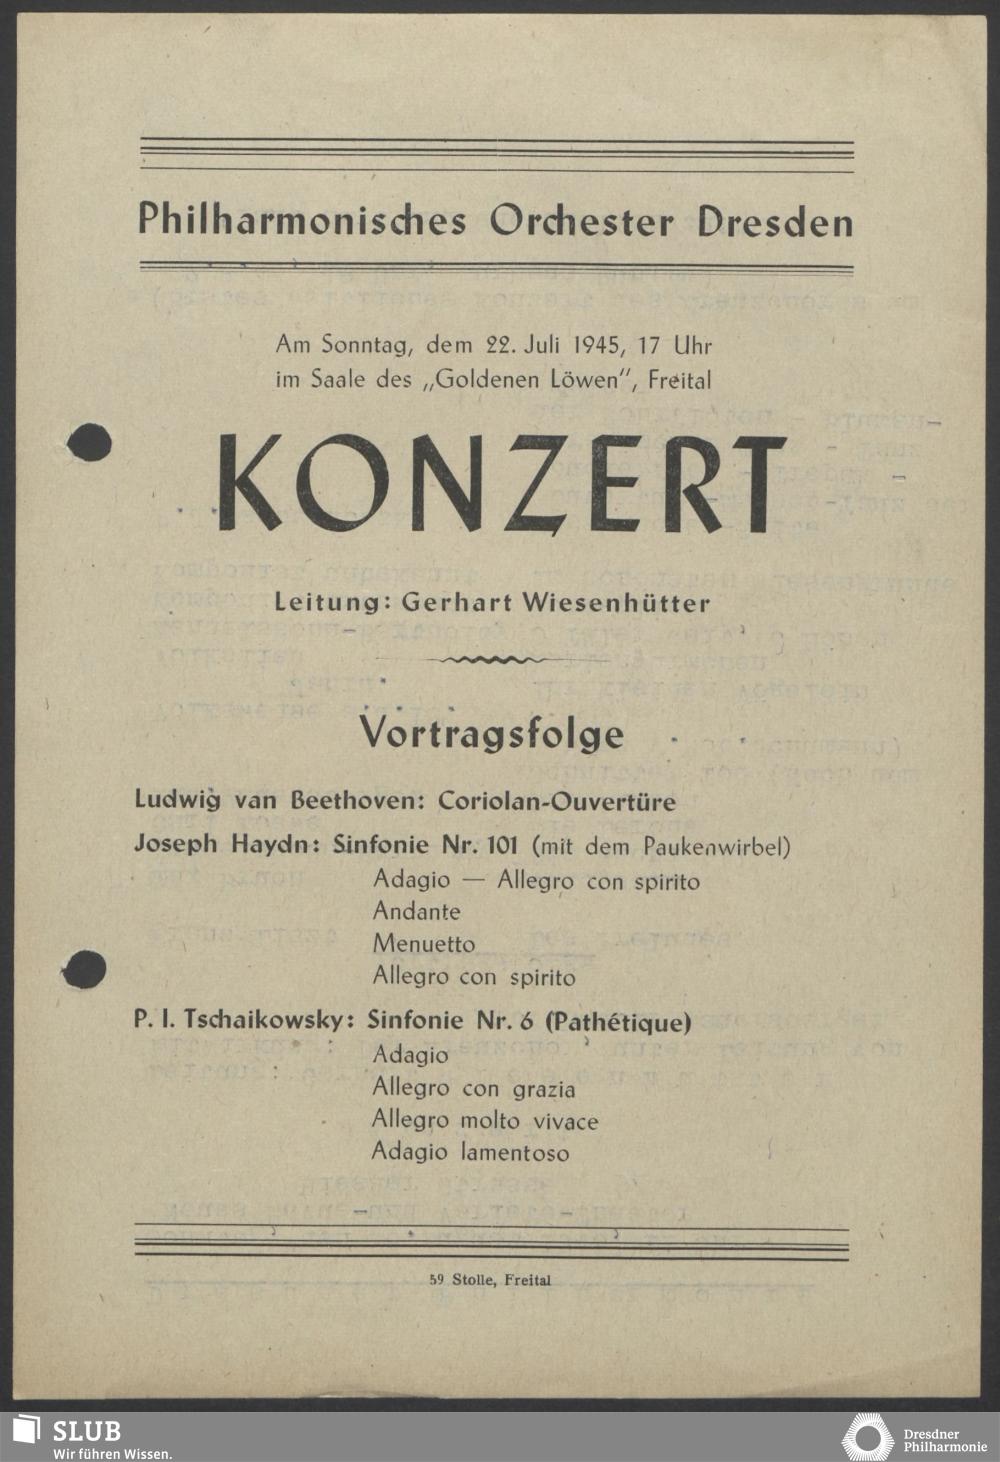 Philharmonisches Orchester Dresden
Am Sonntag, dem 22. Juli 1945, 17 Uhr
im Saale des „Goldenen Löwen“, Freital
KONZERT
Leitung: Gerhart Wiesenhütter
Vortragsfolge
Ludwig van Beethoven: Coriolan-Ouvertüre
Joseph Haydn: Sinfonie Nr. 101 (mit dem Paukenwirbel)
Adagio — Allegro con spirito
Andante
Menuetto
Allegro con spirito
P. I. Tschaikowsky: Sinfonie Nr. 6 (Pathétique)
Adagio
Allegro con grazia
Allegro molto vivace
Adagio lamentoso
59 Stolle, Freital
SLUB
Wir führen Wissen.
Dresdner
Philharmonie